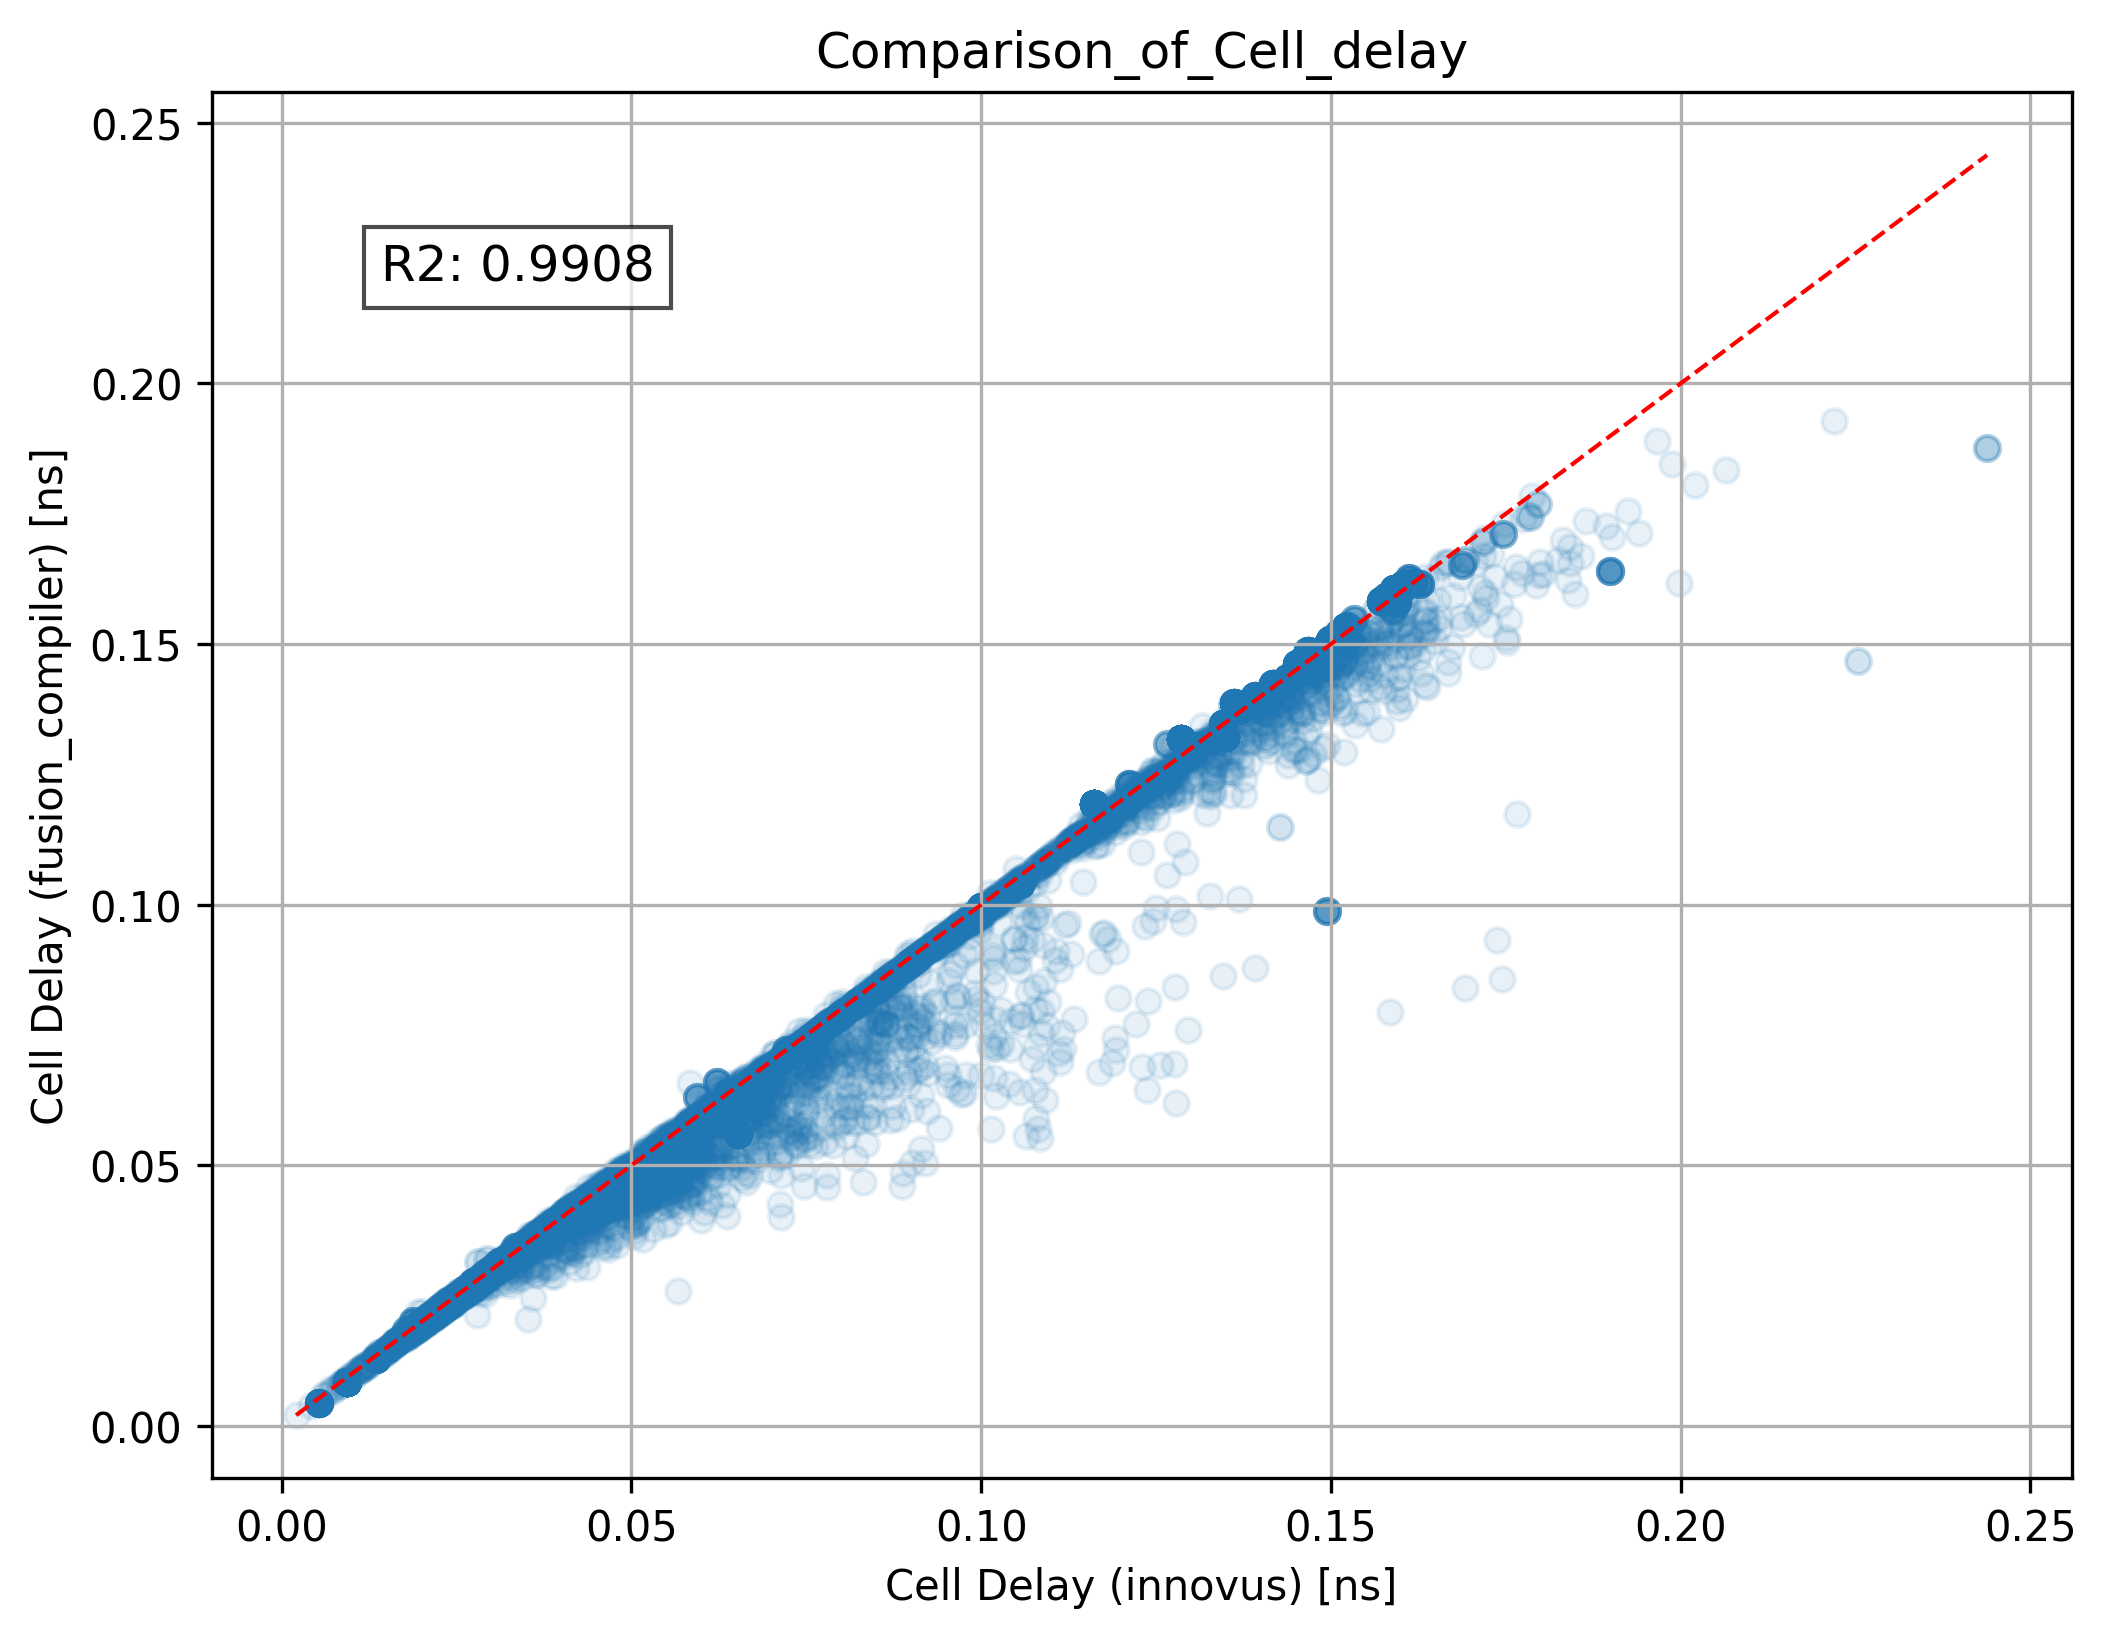 Comparison_of_Cell_delay
R2: 0.9908
Cell Delay (fusion_compiler) [ns]
0.25
0.20
0.15
0.10
0.05
0.00
0.00 0.05 0.10 0.15 0.20 0.25
Cell Delay (innovus) [ns]